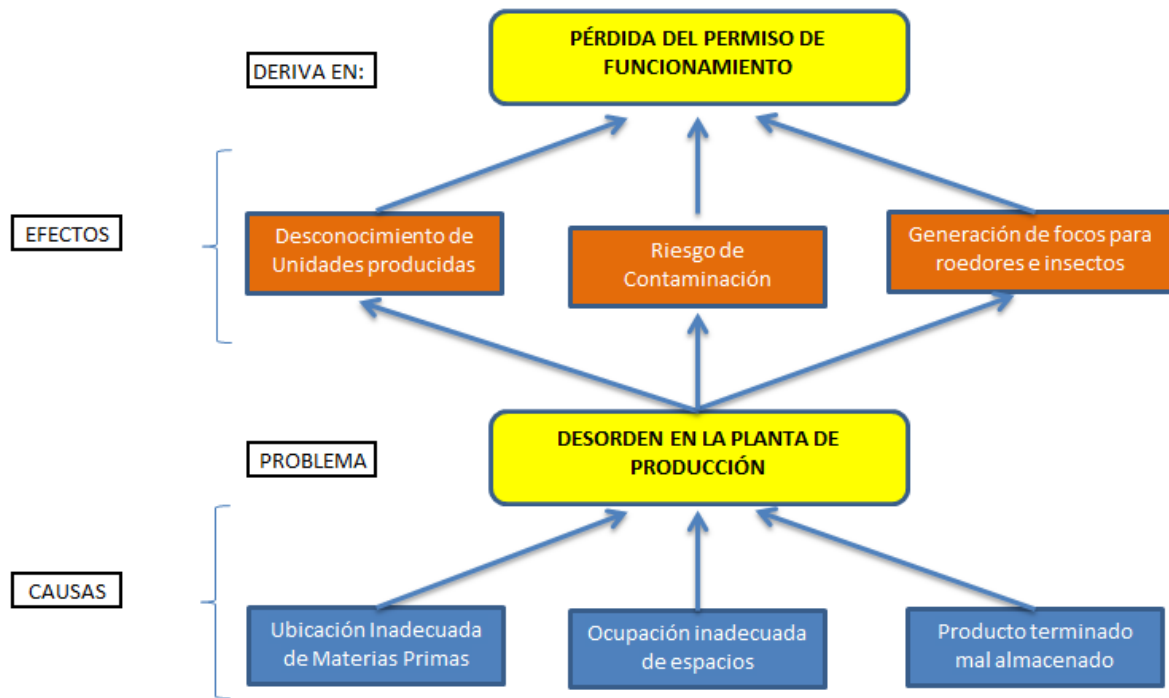 PÉRDIDA DEL PERMISO DE
FUNCIONAMIENTO
DERIVA EN:
EFECTOS
Desconocimiento de
Unidades producidas
Riesgo de
Contaminación
Generación de focos para
roedores e insectos
DESORDEN EN LA PLANTA DE
PRODUCCIÓN
PROBLEMA
CAUSAS
Ubicación Inadecuada
de Materias Primas
Ocupación inadecuada
de espacios
Producto terminado
mal almacenado